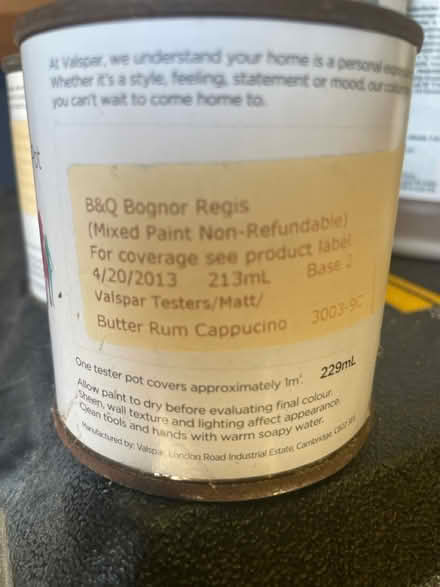 At Valspar, we understand your home is a personal
Whether it's a style, feeling, statement or mood, our
you can't wait to come home to.
B&Q Bognor Regis
(Mixed Paint Non-Refundable)
For coverage see product label
4/20/2013 213mL Base 2
Valspar Testers/Matt/
Butter Rum Cappucino 3003-9C
One tester pot covers approximately 1m².
229mL
Allow paint to dry before evaluating final colour.
Sheen, wall texture and lighting affect appearance.
Clean tools and hands with warm soapy water.
Manufactured by: Valspar, London Road Industrial Estate, Cambridge